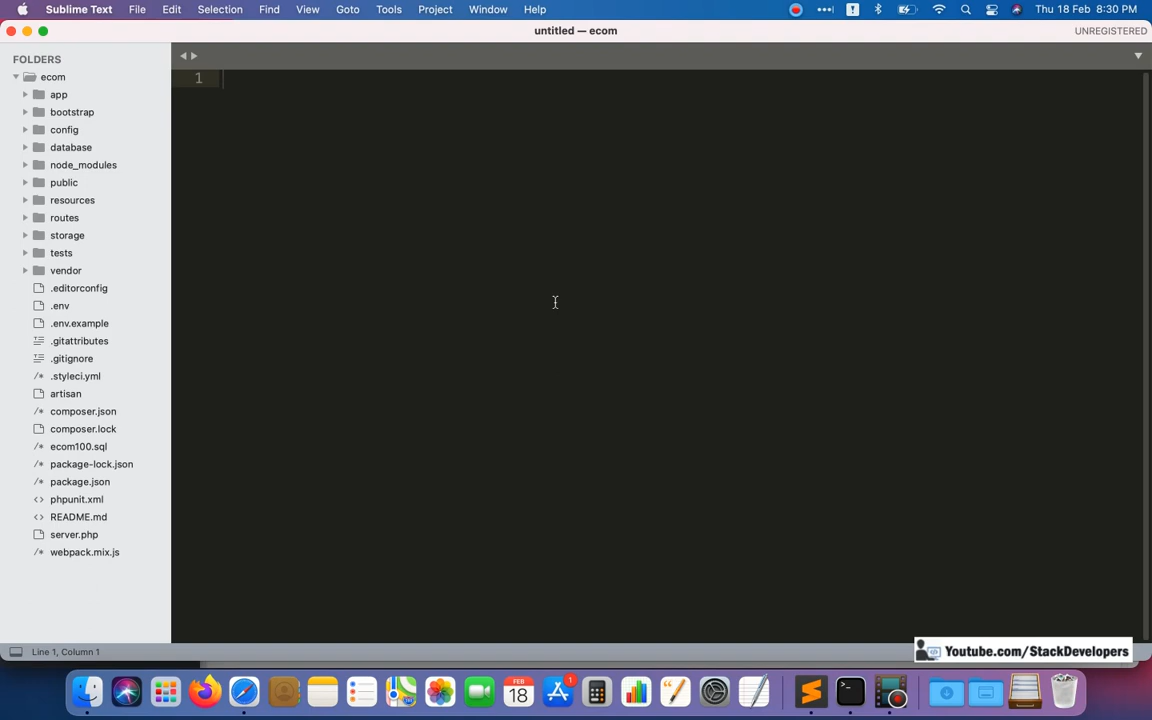 Sublime Text File Edit Selection Find View Goto Tools Project Window Help Thu 18 Feb 8:30 PM
untitled — ecom UNREGISTERED
FOLDERS
ecom
1
app
bootstrap
config
database
node_modules
public
resources
routes
storage
tests
vendor
.editorconfig
.env
.env.example
.gitattributes
.gitignore
.styleci.yml
artisan
composer.json
composer.lock
ecom100.sql
package-lock.json
package.json
phpunit.xml
README.md
server.php
webpack.mix.js
Line 1, Column 1
Youtube.com/StackDevelopers
FEB
18
1